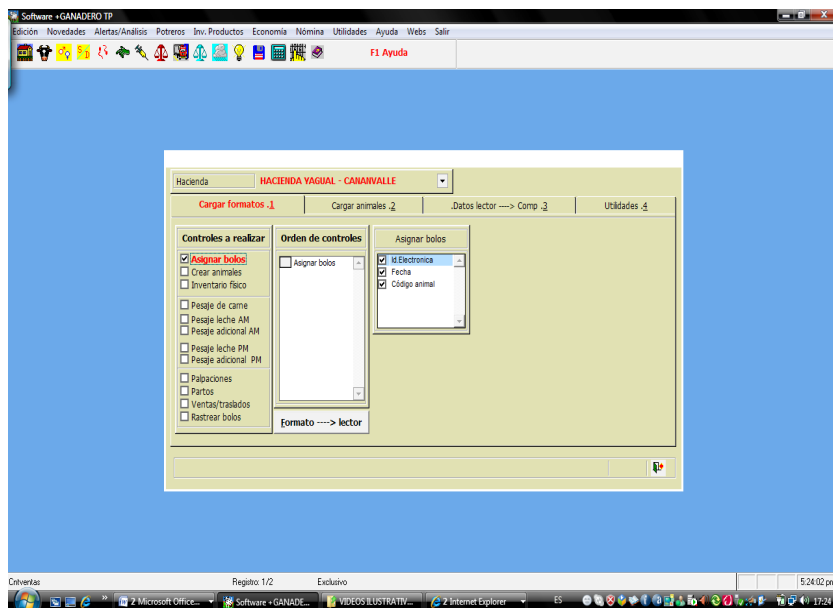 Software +GANADERO TP
Edición Novedades Alertas/Análisis Potreros Inv. Productos Economía Nómina Utilidades Ayuda Webs Salir
F1 Ayuda
Hacienda HACIENDA YAGUAL - CANANVALLE
Cargar formatos .1 Cargar animales .2 .Datos lector ----> Comp .3 Utilidades .4
Controles a realizar Orden de controles Asignar bolos
Asignar bolos Asignar bolos Id.Electronica
Crear animales Fecha
Inventario físico Código animal
Pesaje de carne
Pesaje leche AM
Pesaje adicional AM
Pesaje leche PM
Pesaje adicional PM
Palpaciones
Partos
Ventas/traslados
Rastrear bolos
Formato ----> lector
Cntventas Registro: 1/2 Exclusivo 5:24:02 pm
2 Microsoft Office... Software +GANADE... VIDEOS ILUSTRATIV... 2 Internet Explorer ES 17:24